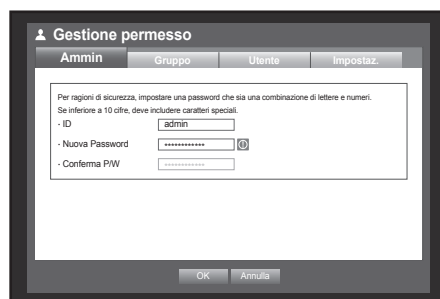 Gestione permesso
Ammin Gruppo Utente Impostaz.
Per ragioni di sicurezza, impostare una password che sia una combinazione di lettere e numeri.
Se inferiore a 10 cifre, deve includere caratteri speciali.
- ID admin
- Nuova Password ************
- Conferma P/W ************
OK Annulla